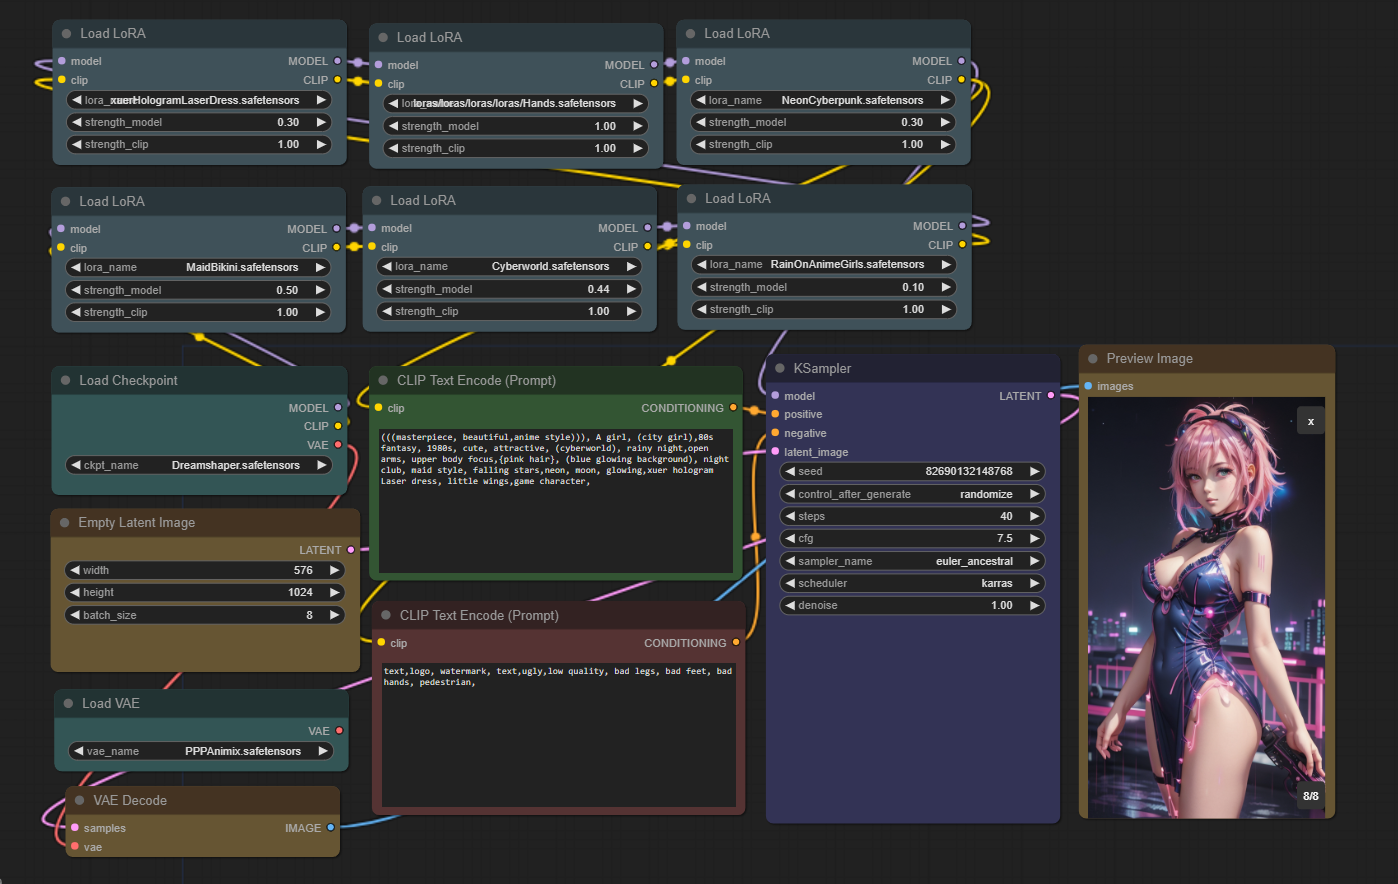 Load LoRA
model MODEL
clip CLIP
xuerHologramLaserDress.safetensors
strength_model 0.30
strength_clip 1.00
Load LoRA
model MODEL
clip CLIP
loras/loras/loras/loras/Hands.safetensors
strength_model 1.00
strength_clip 1.00
Load LoRA
model MODEL
clip CLIP
lora_name NeonCyberpunk.safetensors
strength_model 0.30
strength_clip 1.00
Load LoRA
model MODEL
clip CLIP
lora_name MaidBikini.safetensors
strength_model 0.50
strength_clip 1.00
Load LoRA
model MODEL
clip CLIP
lora_name Cyberworld.safetensors
strength_model 0.44
strength_clip 1.00
Load LoRA
model MODEL
clip CLIP
lora_name RainOnAnimeGirls.safetensors
strength_model 0.10
strength_clip 1.00
Load Checkpoint
MODEL
CLIP
VAE
ckpt_name Dreamshaper.safetensors
Empty Latent Image
LATENT
width 576
height 1024
batch_size 8
Load VAE
VAE
vae_name PPPAnimix.safetensors
VAE Decode
samples IMAGE
vae
CLIP Text Encode (Prompt)
clip CONDITIONING
(((masterpiece, beautiful,anime style))), A girl, (city girl),80s
fantasy, 1980s, cute, attractive, (cyberworld), rainy night,open
arms, upper body focus,{pink hair}, (blue glowing background), night
club, maid style, falling stars,neon, moon, glowing,xuer hologram
Laser dress, little wings,game character,
CLIP Text Encode (Prompt)
clip CONDITIONING
text,logo, watermark, text,ugly,low quality, bad legs, bad feet, bad
hands, pedestrian,
KSampler
model LATENT
positive
negative
latent_image
seed 82690132148768
control_after_generate randomize
steps 40
cfg 7.5
sampler_name euler_ancestral
scheduler karras
denoise 1.00
Preview Image
images
x
8/8